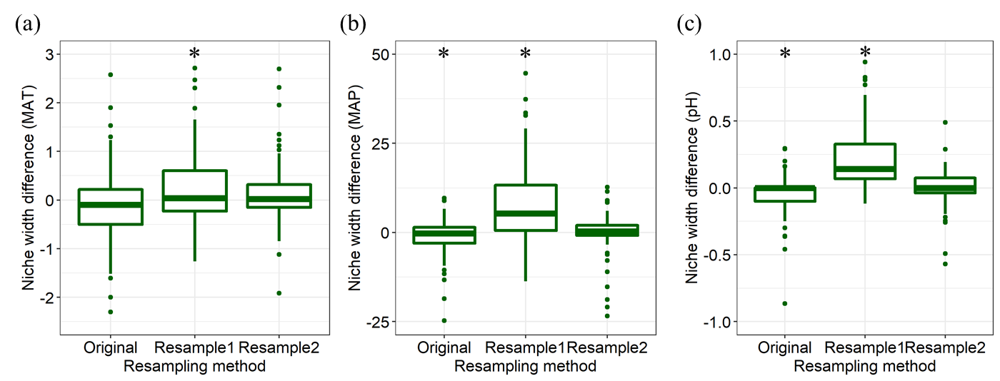 (a)
*
3
2
1
0
-1
-2
Niche width difference (MAT)
Original Resample1 Resample2
Resampling method
(b)
* *
50
25
0
-25
Niche width difference (MAP)
Original Resample1 Resample2
Resampling method
(c)
* *
1.0
0.5
0.0
-0.5
-1.0
Niche width difference (pH)
Original Resample1 Resample2
Resampling method